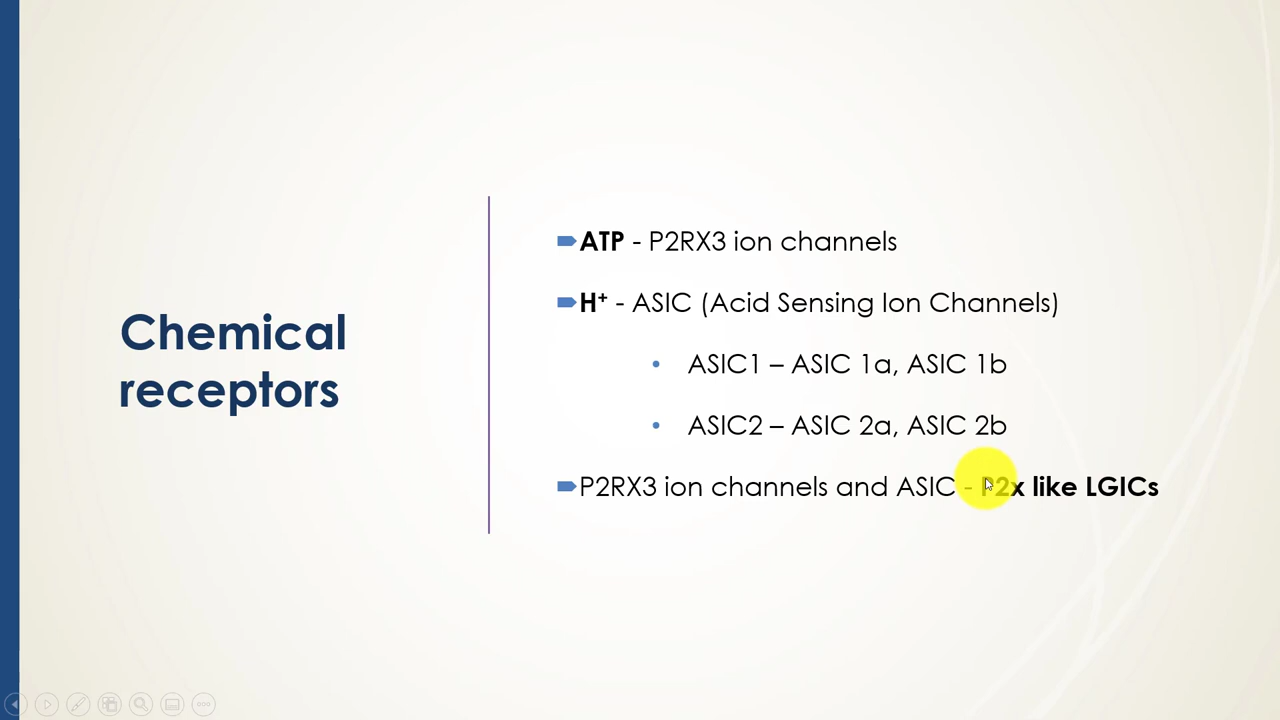 Chemical
receptors
ATP - P2RX3 ion channels
H⁺ - ASIC (Acid Sensing Ion Channels)
• ASIC1 – ASIC 1a, ASIC 1b
• ASIC2 – ASIC 2a, ASIC 2b
P2RX3 ion channels and ASIC - P2x like LGICs